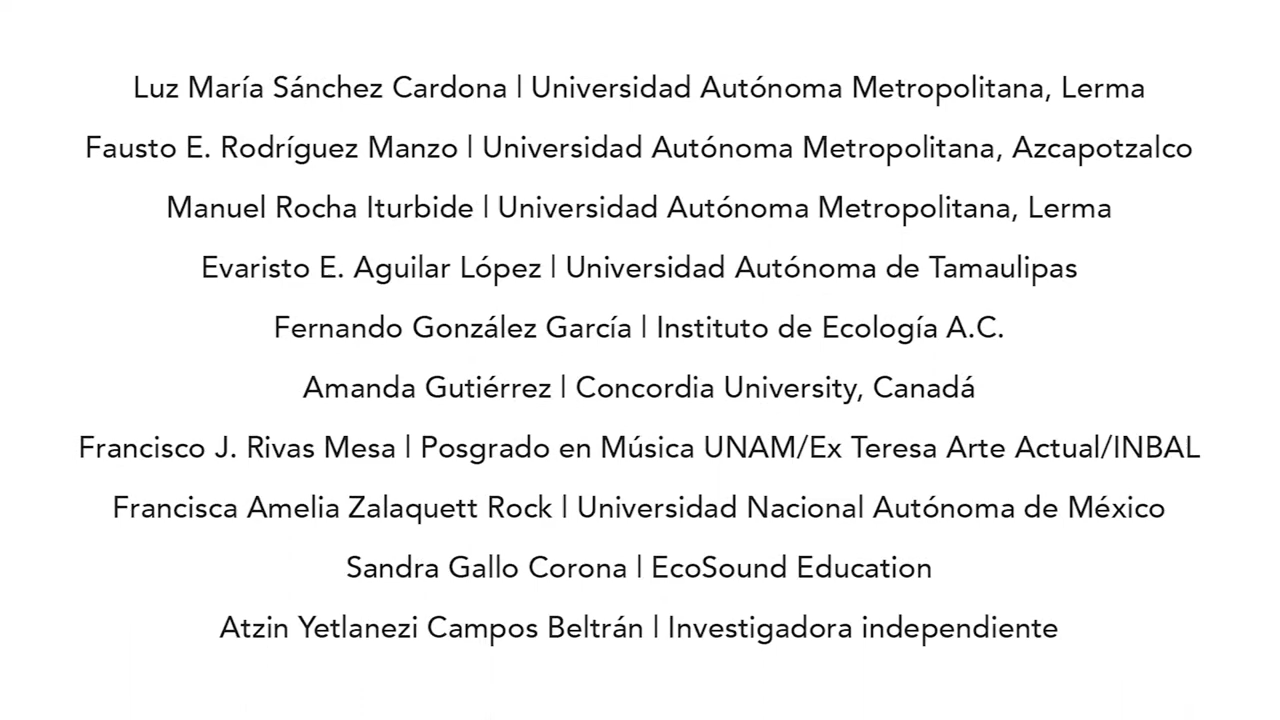 Luz María Sánchez Cardona | Universidad Autónoma Metropolitana, Lerma
Fausto E. Rodríguez Manzo | Universidad Autónoma Metropolitana, Azcapotzalco
Manuel Rocha Iturbide | Universidad Autónoma Metropolitana, Lerma
Evaristo E. Aguilar López | Universidad Autónoma de Tamaulipas
Fernando González García | Instituto de Ecología A.C.
Amanda Gutiérrez | Concordia University, Canadá
Francisco J. Rivas Mesa | Posgrado en Música UNAM/Ex Teresa Arte Actual/INBAL
Francisca Amelia Zalaquett Rock | Universidad Nacional Autónoma de México
Sandra Gallo Corona | EcoSound Education
Atzin Yetlanezi Campos Beltrán | Investigadora independiente